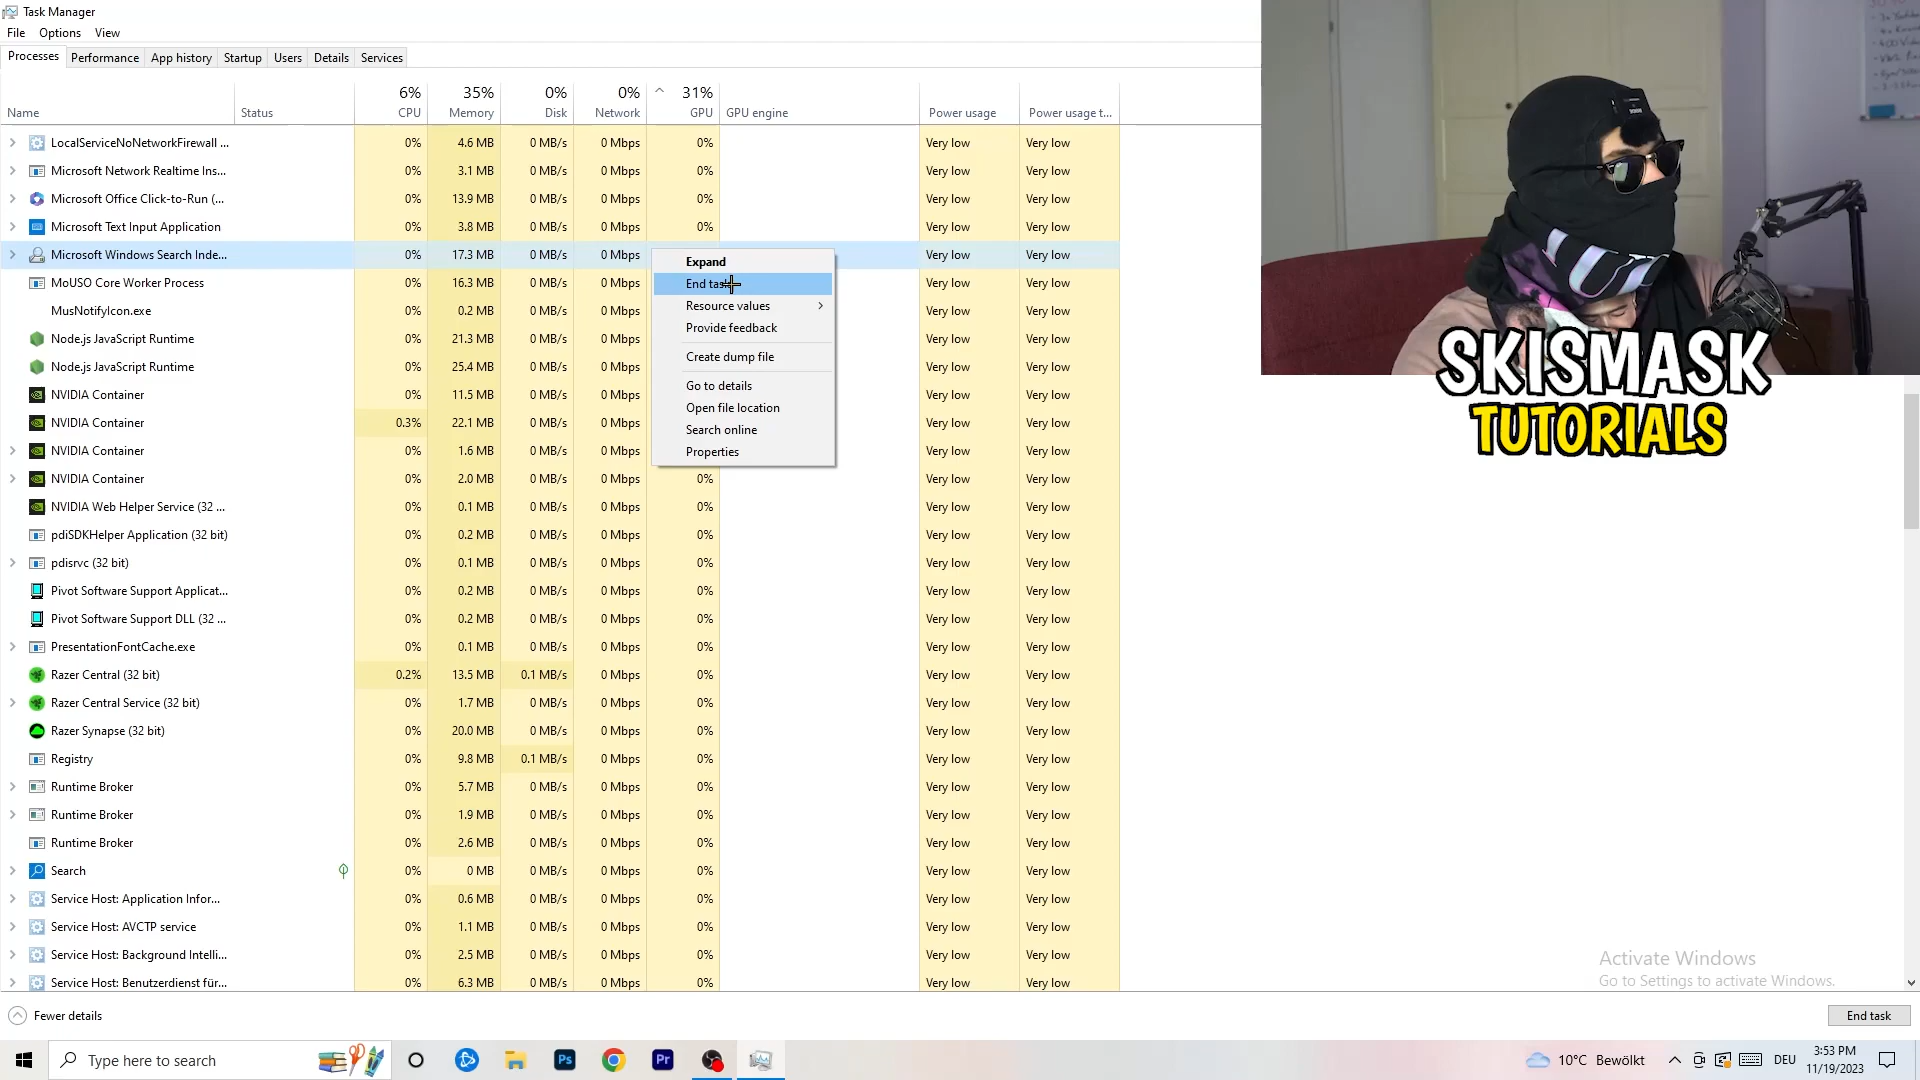 Task Manager
File Options View
Processes Performance App history Startup Users Details Services
6% 35% 0% 0% 31%
Name Status CPU Memory Disk Network GPU GPU engine Power usage Power usage t...
LocalServiceNoNetworkFirewall ... 0% 4.6 MB 0 MB/s 0 Mbps 0% Very low Very low
Microsoft Network Realtime Ins... 0% 3.1 MB 0 MB/s 0 Mbps 0% Very low Very low
Microsoft Office Click-to-Run (... 0% 13.9 MB 0 MB/s 0 Mbps 0% Very low Very low
Microsoft Text Input Application 0% 3.8 MB 0 MB/s 0 Mbps 0% Very low Very low
Microsoft Windows Search Inde... 0% 17.3 MB 0 MB/s 0 Mbps Very low Very low
MoUSO Core Worker Process 0% 16.3 MB 0 MB/s 0 Mbps Very low Very low
MusNotifyIcon.exe 0% 0.2 MB 0 MB/s 0 Mbps Very low Very low
Node.js JavaScript Runtime 0% 21.3 MB 0 MB/s 0 Mbps Very low Very low
Node.js JavaScript Runtime 0% 25.4 MB 0 MB/s 0 Mbps Very low Very low
NVIDIA Container 0% 11.5 MB 0 MB/s 0 Mbps Very low Very low
NVIDIA Container 0.3% 22.1 MB 0 MB/s 0 Mbps Very low Very low
NVIDIA Container 0% 1.6 MB 0 MB/s 0 Mbps Very low Very low
NVIDIA Container 0% 2.0 MB 0 MB/s 0 Mbps 0% Very low Very low
NVIDIA Web Helper Service (32 ... 0% 0.1 MB 0 MB/s 0 Mbps 0% Very low Very low
pdiSDKHelper Application (32 bit) 0% 0.2 MB 0 MB/s 0 Mbps 0% Very low Very low
pdisrvc (32 bit) 0% 0.1 MB 0 MB/s 0 Mbps 0% Very low Very low
Pivot Software Support Applicat... 0% 0.2 MB 0 MB/s 0 Mbps 0% Very low Very low
Pivot Software Support DLL (32 ... 0% 0.2 MB 0 MB/s 0 Mbps 0% Very low Very low
PresentationFontCache.exe 0% 0.1 MB 0 MB/s 0 Mbps 0% Very low Very low
Razer Central (32 bit) 0.2% 13.5 MB 0.1 MB/s 0 Mbps 0% Very low Very low
Razer Central Service (32 bit) 0% 1.7 MB 0 MB/s 0 Mbps 0% Very low Very low
Razer Synapse (32 bit) 0% 20.0 MB 0 MB/s 0 Mbps 0% Very low Very low
Registry 0% 9.8 MB 0.1 MB/s 0 Mbps 0% Very low Very low
Runtime Broker 0% 5.7 MB 0 MB/s 0 Mbps 0% Very low Very low
Runtime Broker 0% 1.9 MB 0 MB/s 0 Mbps 0% Very low Very low
Runtime Broker 0% 2.6 MB 0 MB/s 0 Mbps 0% Very low Very low
Search 0% 0 MB 0 MB/s 0 Mbps 0% Very low Very low
Service Host: Application Infor... 0% 0.6 MB 0 MB/s 0 Mbps 0% Very low Very low
Service Host: AVCTP service 0% 1.1 MB 0 MB/s 0 Mbps 0% Very low Very low
Service Host: Background Intelli... 0% 2.5 MB 0 MB/s 0 Mbps 0% Very low Very low
Service Host: Benutzerdienst für... 0% 6.3 MB 0 MB/s 0 Mbps 0% Very low Very low
Expand
End task
Resource values
Provide feedback
Create dump file
Go to details
Open file location
Search online
Properties
SKISMASK
TUTORIALS
Activate Windows
Go to Settings to activate Windows.
Fewer details
End task
Type here to search
Ps
Pr
10°C Bewölkt
DEU
3:53 PM
11/19/2023